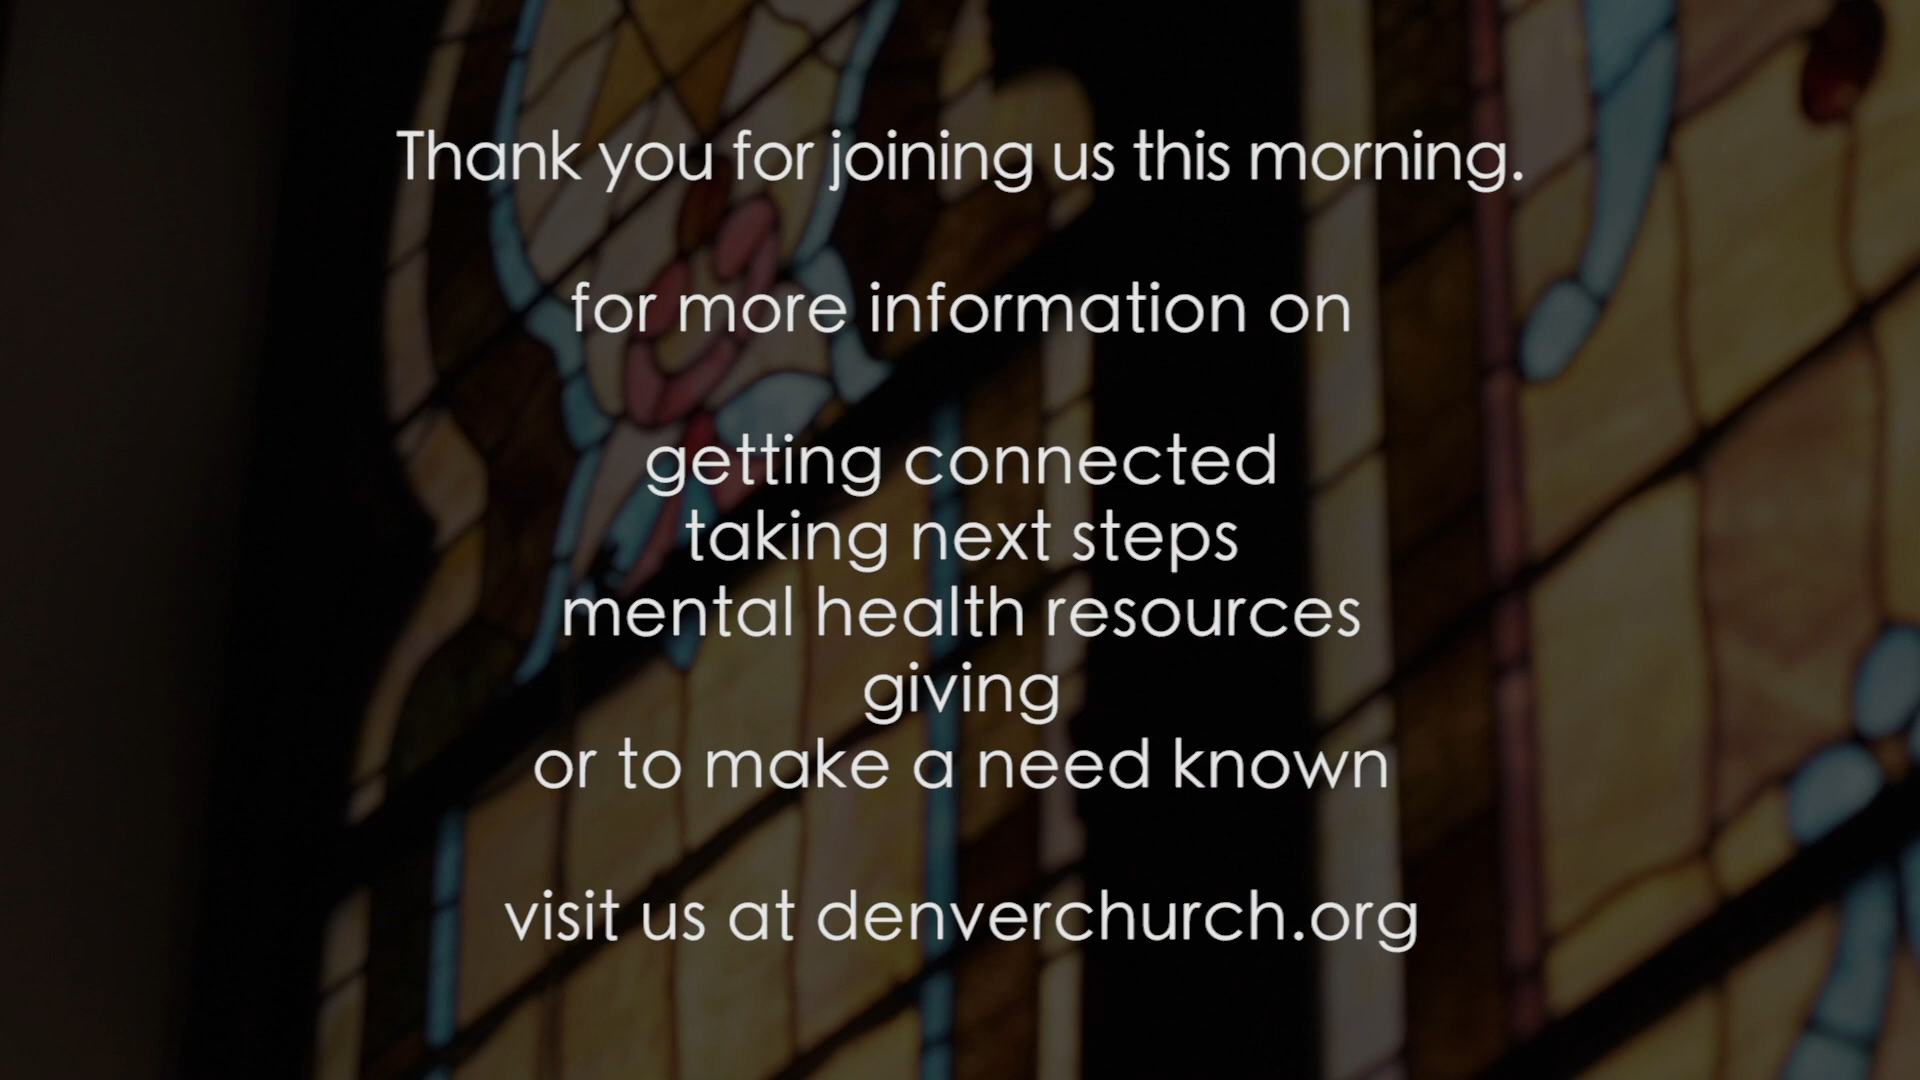 Thank you for joining us this morning.
for more information on
getting connected
taking next steps
mental health resources
giving
or to make a need known
visit us at denverchurch.org